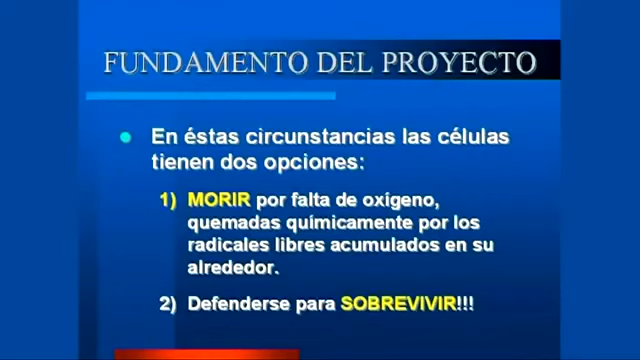 FUNDAMENTO DEL PROYECTO
En éstas circunstancias las células
tienen dos opciones:
1) MORIR por falta de oxígeno,
quemadas químicamente por los
radicales libres acumulados en su
alrededor.
2) Defenderse para SOBREVIVIR!!!